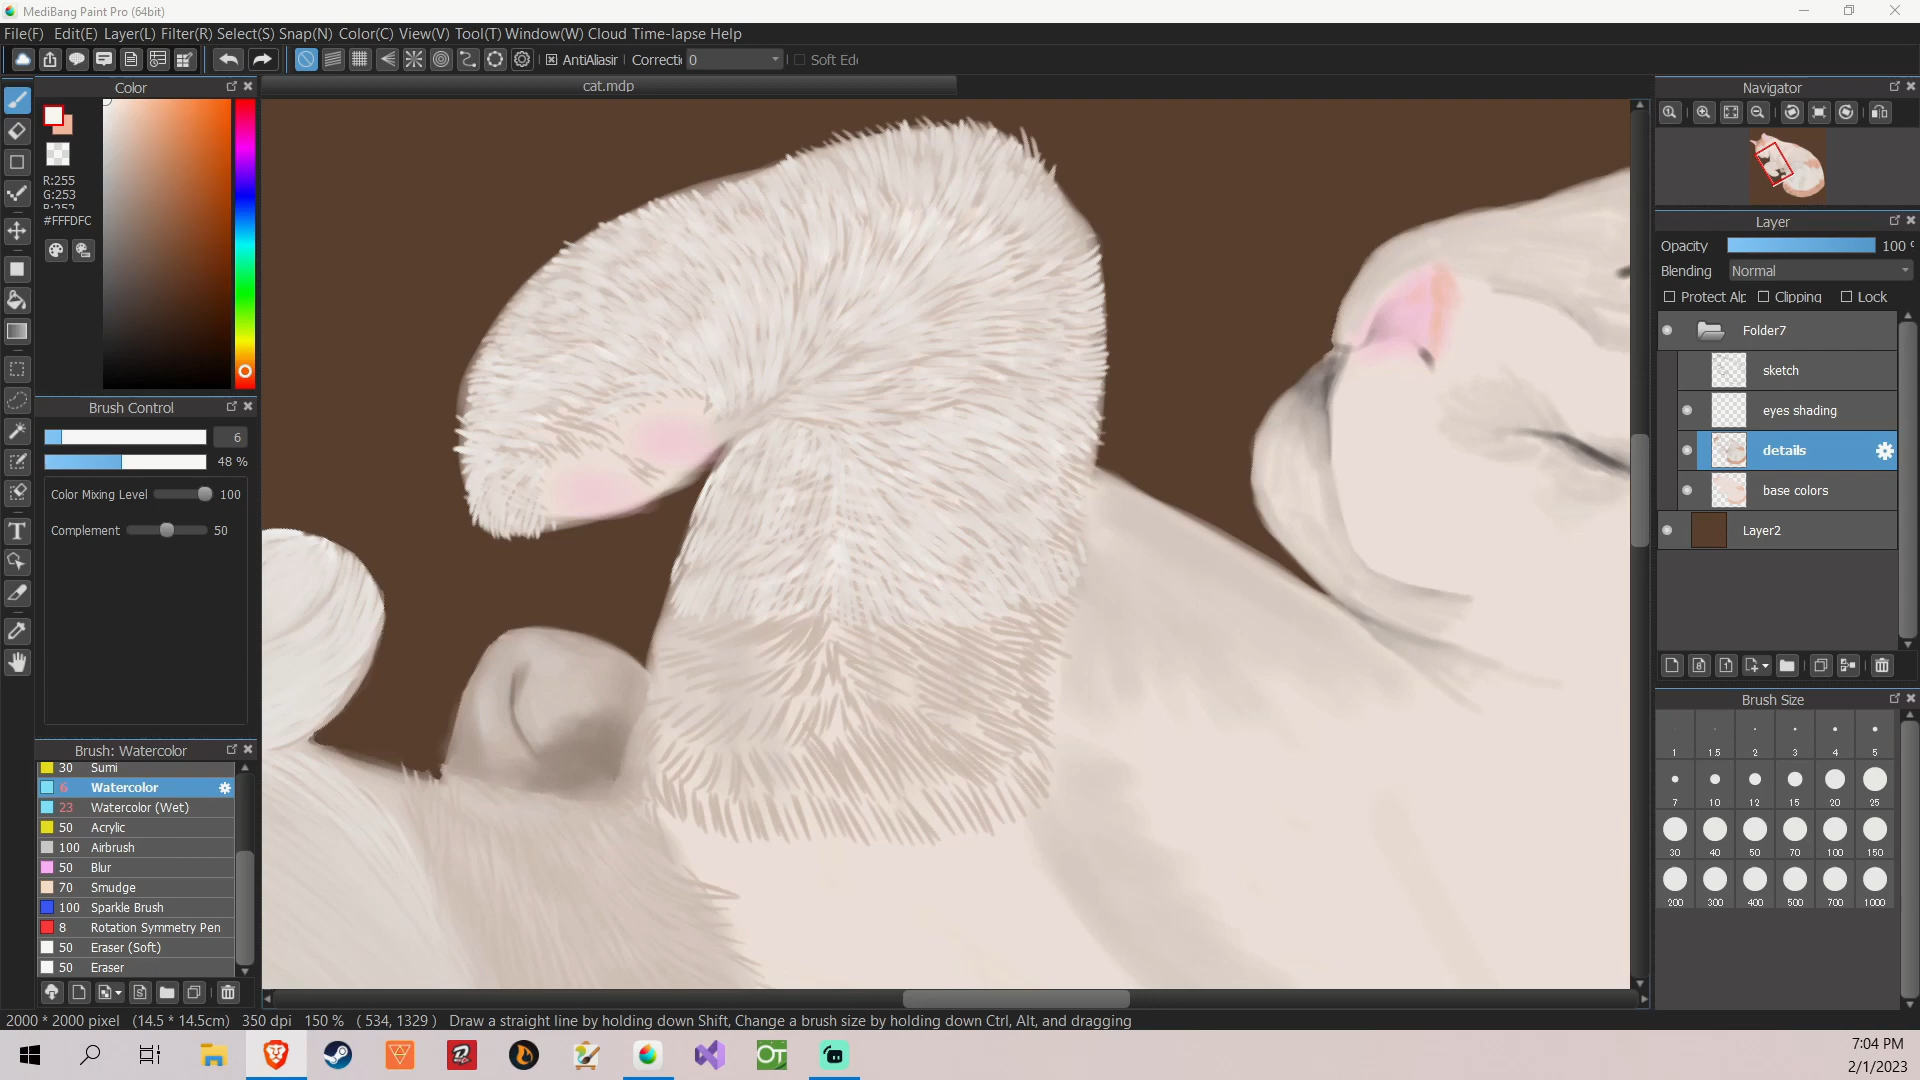 MediBang Paint Pro (64bit)
File(F) Edit(E) Layer(L) Filter(R) Select(S) Snap(N) Color(C) View(V) Tool(T) Window(W) Cloud Time-lapse Help
AntiAliasir Correctic 0 Soft Ed
Color
cat.mdp
Navigator
R:255
G:253
B:252
#FFFDFC
Layer
Opacity 100
Blending Normal
Protect Alp Clipping Lock
Folder7
sketch
eyes shading
details
base colors
Layer2
Brush Control
6
48 %
Color Mixing Level 100
Complement 50
Brush: Watercolor
30 Sumi
6 Watercolor
23 Watercolor (Wet)
50 Acrylic
100 Airbrush
50 Blur
70 Smudge
100 Sparkle Brush
8 Rotation Symmetry Pen
50 Eraser (Soft)
50 Eraser
Brush Size
1 1.5 2 3 4 5
7 10 12 15 20 25
30 40 50 70 100 150
200 300 400 500 700 1000
2000 * 2000 pixel (14.5 * 14.5cm) 350 dpi 150 % ( 534, 1329 ) Draw a straight line by holding down Shift, Change a brush size by holding down Ctrl, Alt, and dragging
OT
7:04 PM
2/1/2023